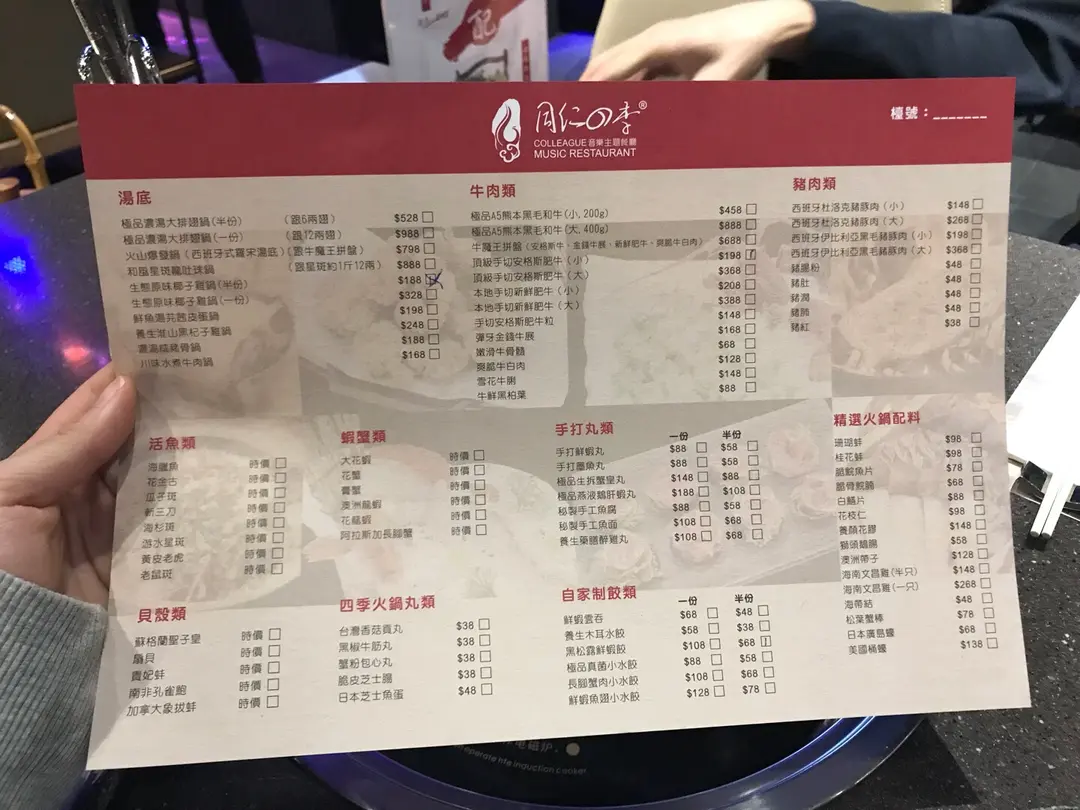 同仁四季®
COLLEAGUE 音樂主題餐廳
MUSIC RESTAURANT
檯號：_______
湯底
極品濃湯大排翅鍋(半份) (跟6兩翅) $528
極品濃湯大排翅鍋(一份) (跟12兩翅) $988
火山爆發鍋(西班牙式羅宋湯底)(跟牛魔王拼盤) $798
和風星斑龍吐球鍋 (跟星斑約1斤12兩) $888
生態原味椰子雞鍋(半份) $188
生態原味椰子雞鍋(一份) $328
鮮魚湯芫茜皮蛋鍋 $198
養生淮山黑杞子雞鍋 $248
濃湯豬骨鍋 $188
川味水煮牛肉鍋 $168
牛肉類
極品A5熊本黑毛和牛(小, 200g) $458
極品A5熊本黑毛和牛(大, 400g) $888
牛魔王拼盤(安格斯牛、金錢牛展、新鮮肥牛、爽脆牛白肉) $688
頂級手切安格斯肥牛(小) $198
頂級手切安格斯肥牛(大) $368
本地手切新鮮肥牛(小) $208
本地手切新鮮肥牛(大) $388
手切安格斯肥牛粒 $148
彈牙金錢牛展 $168
嫩滑牛骨髓 $68
爽脆牛白肉 $128
雪花牛脷 $148
牛鮮黑柏葉 $88
豬肉類
西班牙杜洛克豬豚肉(小) $148
西班牙杜洛克豬豚肉(大) $268
西班牙伊比利亞黑毛豬豚肉(小) $198
西班牙伊比利亞黑毛豬豚肉(大) $368
豬腸粉 $48
豬肚 $48
豬潤 $48
豬肺 $48
豬紅 $38
活魚類
海鱸魚 時價
花金古 時價
瓜子斑 時價
新三刀 時價
海杉斑 時價
游水星斑 時價
黃皮老虎 時價
老鼠斑 時價
蝦蟹類
大花蝦 時價
花蟹 時價
膏蟹 時價
澳洲龍蝦 時價
花龍蝦 時價
阿拉斯加長腳蟹 時價
手打丸類 一份 半份
手打鮮蝦丸 $88 $58
手打墨魚丸 $88 $58
極品生拆蟹皇丸 $148 $88
極品燕液鵝肝蝦丸 $188 $108
秘製手工魚腐 $88 $58
秘製手工魚面 $108 $68
養生藥膳醉雞丸 $108 $68
精選火鍋配料
珊瑚蚌 $98
桂花蚌 $98
脆鯇魚片 $78
脆骨鯇腩 $68
白鱔片 $88
花枝仁 $98
養顏花膠 $148
獅頭鵝腸 $58
澳洲帶子 $128
海南文昌雞(半只) $148
海南文昌雞(一只) $268
海帶結 $48
松葉蟹棒 $78
日本廣島蠔 $68
美國桶蠔 $138
貝殼類
蘇格蘭聖子皇 時價
扇貝 時價
貴妃蚌 時價
南非孔雀鮑 時價
加拿大象拔蚌 時價
四季火鍋丸類
台灣香菇貢丸 $38
黑椒牛筋丸 $38
蟹粉包心丸 $38
脆皮芝士腸 $38
日本芝士魚蛋 $48
自家制餃類 一份 半份
鮮蝦雲吞 $68 $48
養生木耳水餃 $58 $38
黑松露鮮蝦餃 $108 $68
極品真菌小水餃 $88 $58
長腳蟹肉小水餃 $108 $68
鮮蝦魚翅小水餃 $128 $78
induction cooker